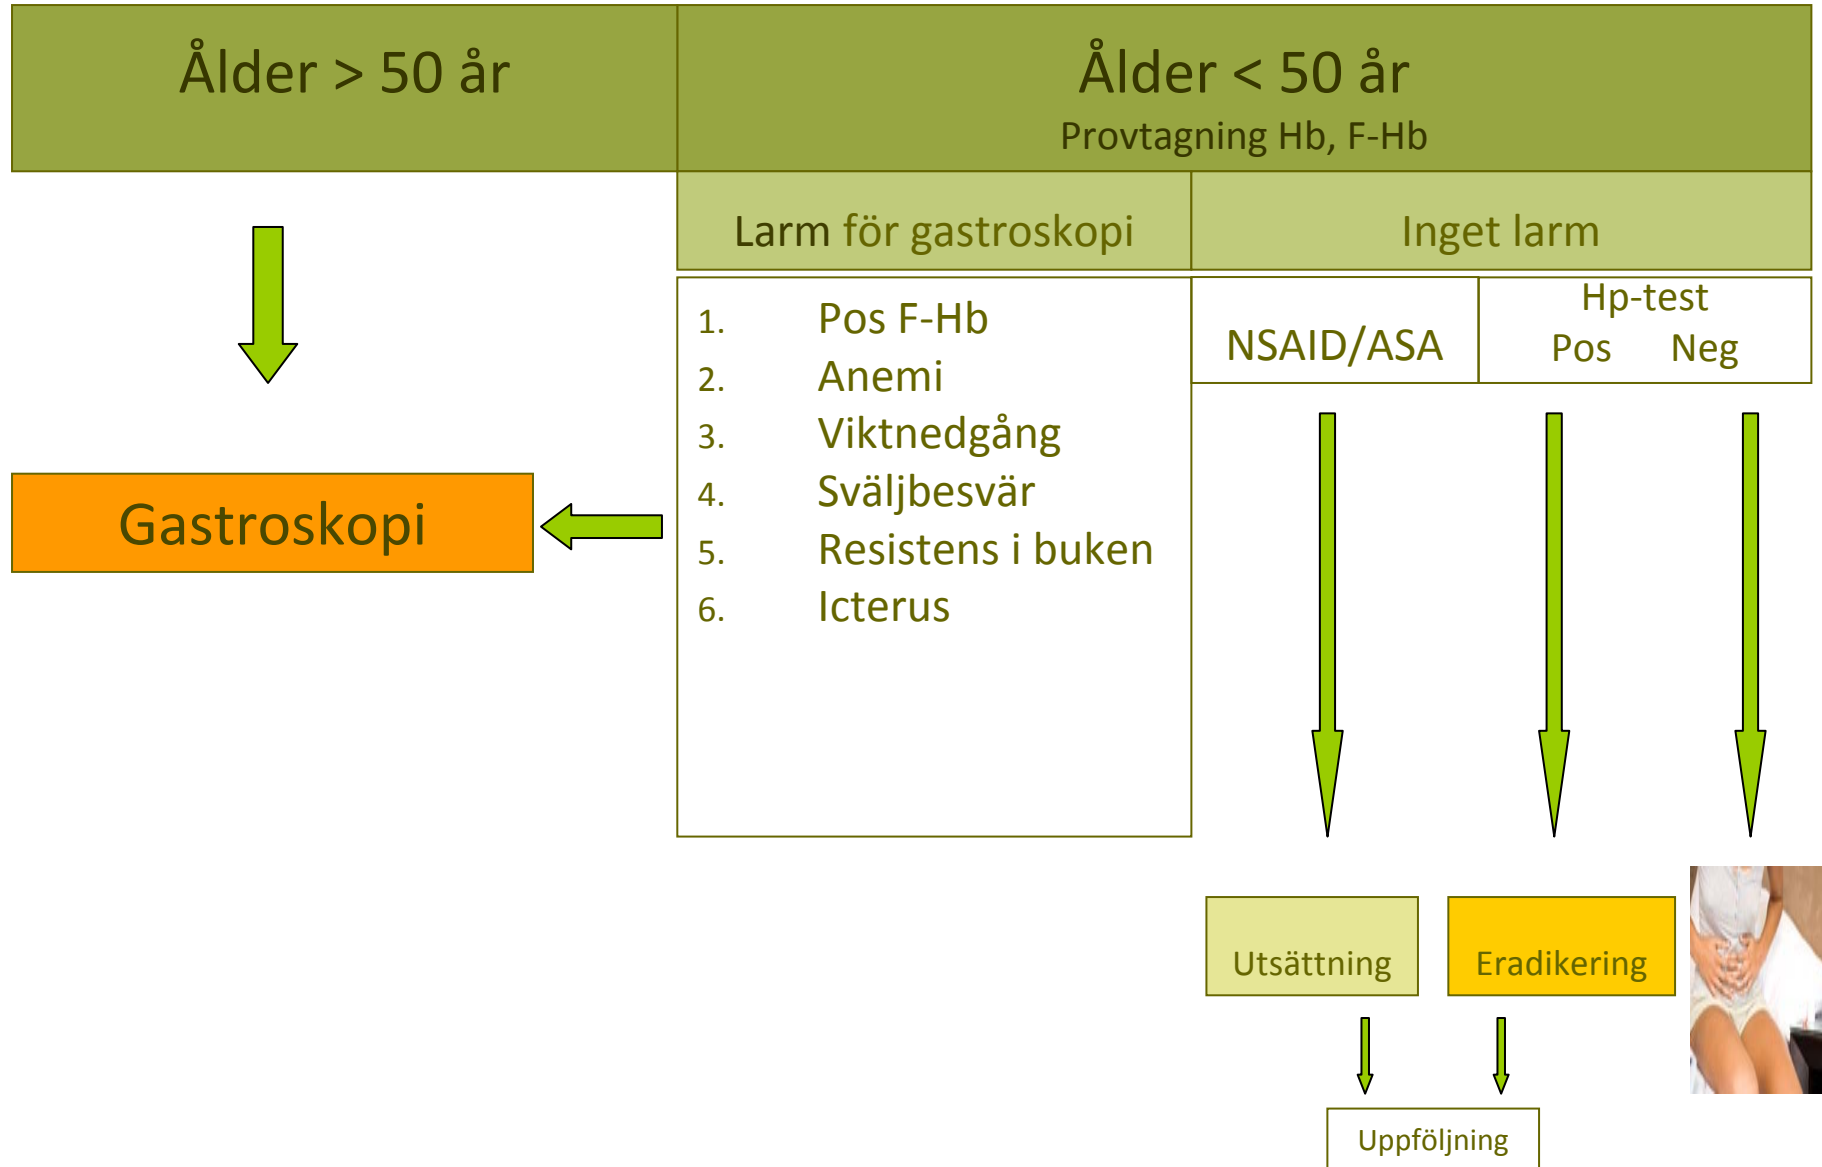 Ålder > 50 år
Ålder < 50 år
Provtagning Hb, F-Hb
Larm för gastroskopi
Inget larm
1. Pos F-Hb
2. Anemi
3. Viktnedgång
4. Sväljbesvär
5. Resistens i buken
6. Icterus
NSAID/ASA
Hp-test
Pos Neg
Gastroskopi
Utsättning
Eradikering
Uppföljning